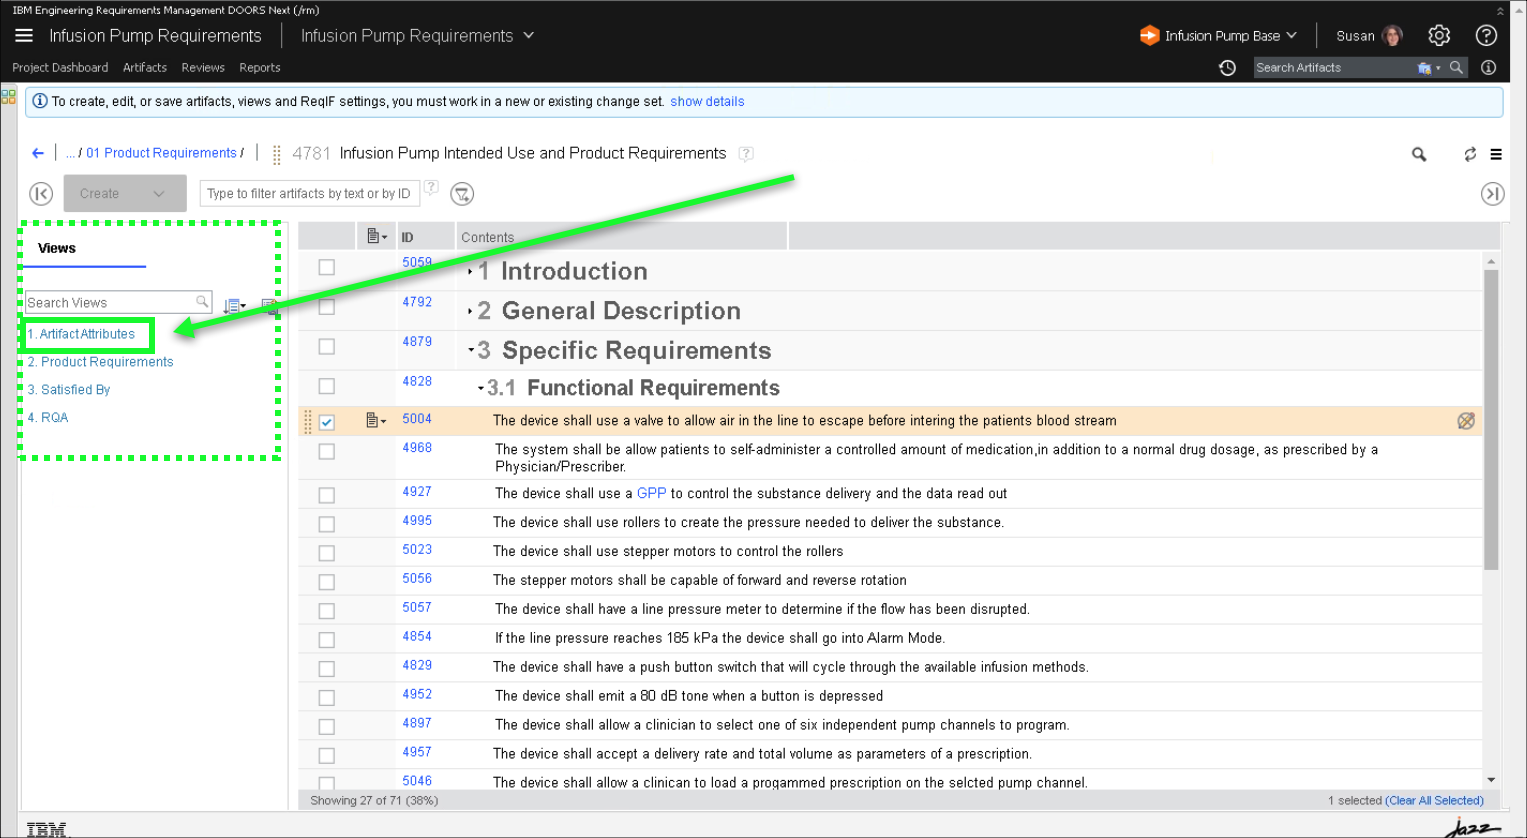 IBM Engineering Requirements Management DOORS Next (/rm)
Infusion Pump Requirements | Infusion Pump Requirements
Infusion Pump Base
Susan
Project Dashboard Artifacts Reviews Reports
Search Artifacts
To create, edit, or save artifacts, views and ReqIF settings, you must work in a new or existing change set. show details
... / 01 Product Requirements / | 4781 Infusion Pump Intended Use and Product Requirements ?
Create
Type to filter artifacts by text or by ID ?
Views
Search Views
1. Artifact Attributes
2. Product Requirements
3. Satisfied By
4. RQA
ID Contents
5059 1 Introduction
4792 2 General Description
4879 3 Specific Requirements
4828 3.1 Functional Requirements
5004 The device shall use a valve to allow air in the line to escape before intering the patients blood stream
4968 The system shall be allow patients to self-administer a controlled amount of medication,in addition to a normal drug dosage, as prescribed by a
Physician/Prescriber.
4927 The device shall use a GPP to control the substance delivery and the data read out
4995 The device shall use rollers to create the pressure needed to deliver the substance.
5023 The device shall use stepper motors to control the rollers
5056 The stepper motors shall be capable of forward and reverse rotation
5057 The device shall have a line pressure meter to determine if the flow has been disrupted.
4854 If the line pressure reaches 185 kPa the device shall go into Alarm Mode.
4829 The device shall have a push button switch that will cycle through the available infusion methods.
4952 The device shall emit a 80 dB tone when a button is depressed
4897 The device shall allow a clinician to select one of six independent pump channels to program.
4957 The device shall accept a delivery rate and total volume as parameters of a prescription.
5046 The device shall allow a clinican to load a progammed prescription on the selcted pump channel.
Showing 27 of 71 (38%)
1 selected (Clear All Selected)
IBM.
jazz